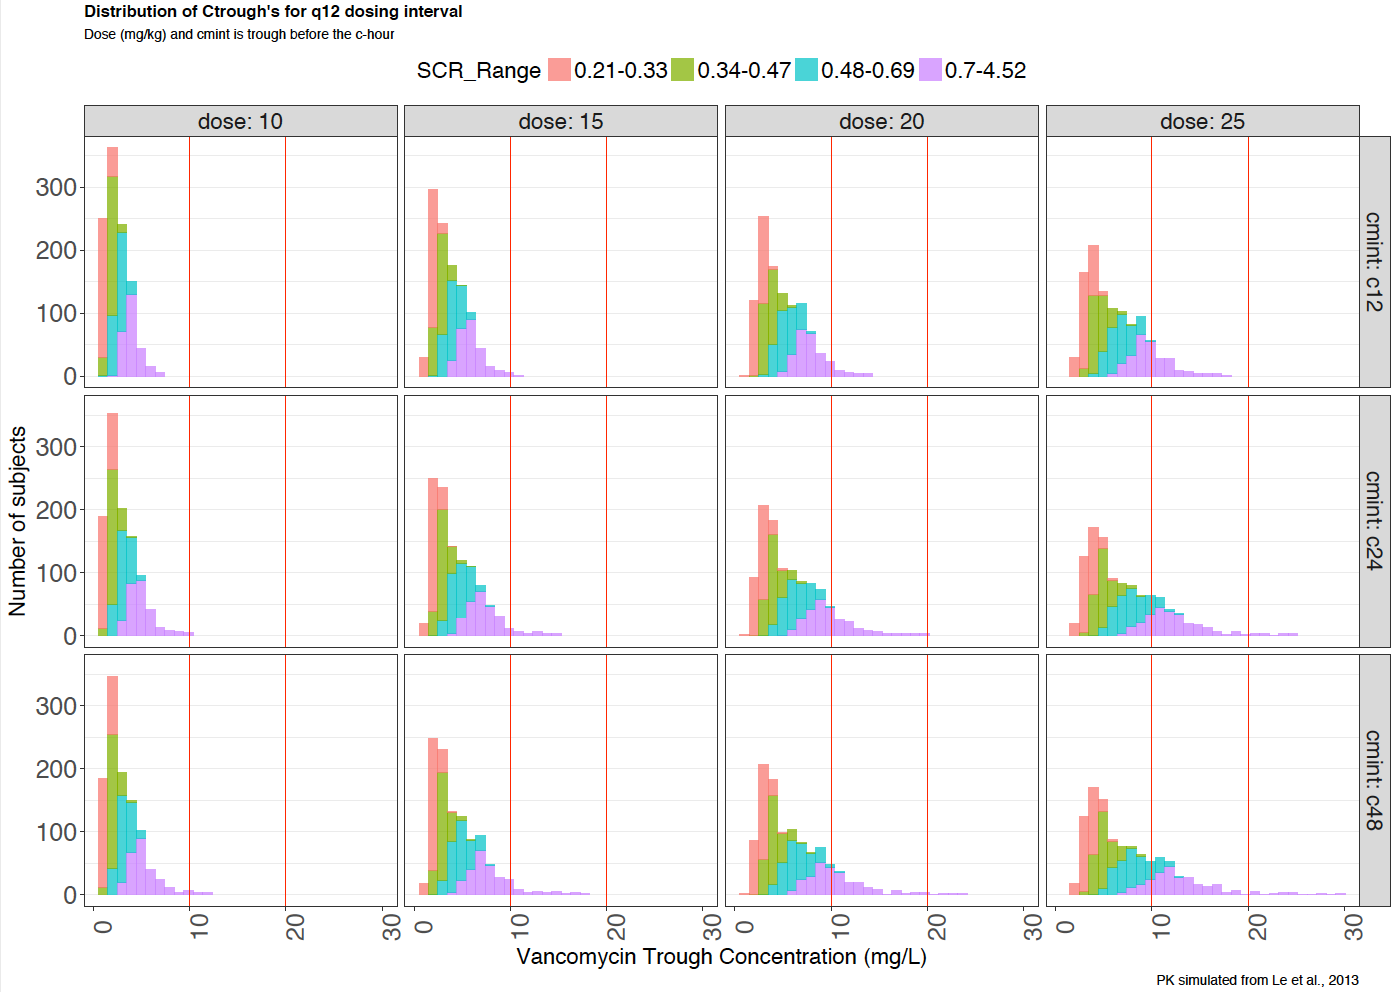 Distribution of Ctrough's for q12 dosing interval
Dose (mg/kg) and cmint is trough before the c-hour
SCR_Range 0.21-0.33 0.34-0.47 0.48-0.69 0.7-4.52
dose: 10 dose: 15 dose: 20 dose: 25
300
200
100
0
cmint: c12
Number of subjects
300
200
100
0
cmint: c24
300
200
100
0
cmint: c48
0 10 20 30 0 10 20 30 0 10 20 30 0 10 20 30
Vancomycin Trough Concentration (mg/L)
PK simulated from Le et al., 2013